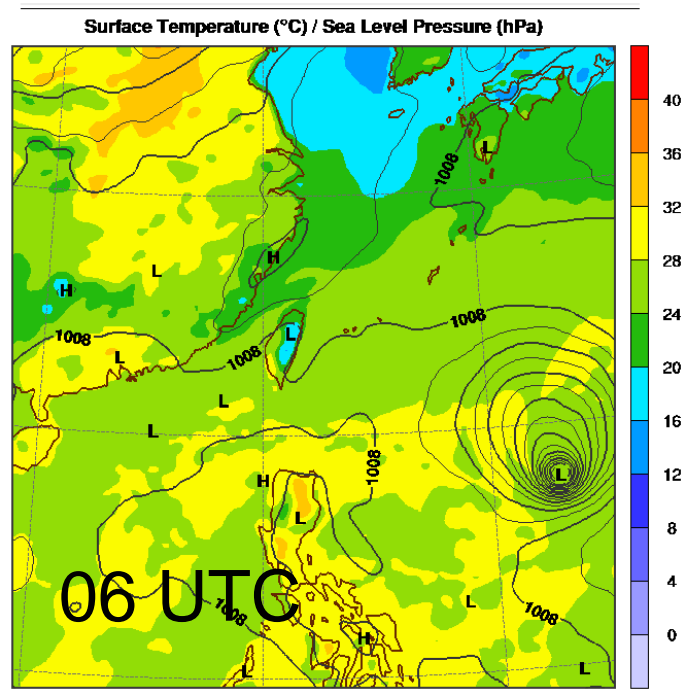 Surface Temperature (°C) / Sea Level Pressure (hPa)
40
36
32
28
24
20
16
12
8
4
0
L
1008
H
L
H
1008
1008
L
1008
L
L
L
1008
H
L
L
06 UTC
1008
L
1008
H
L
L